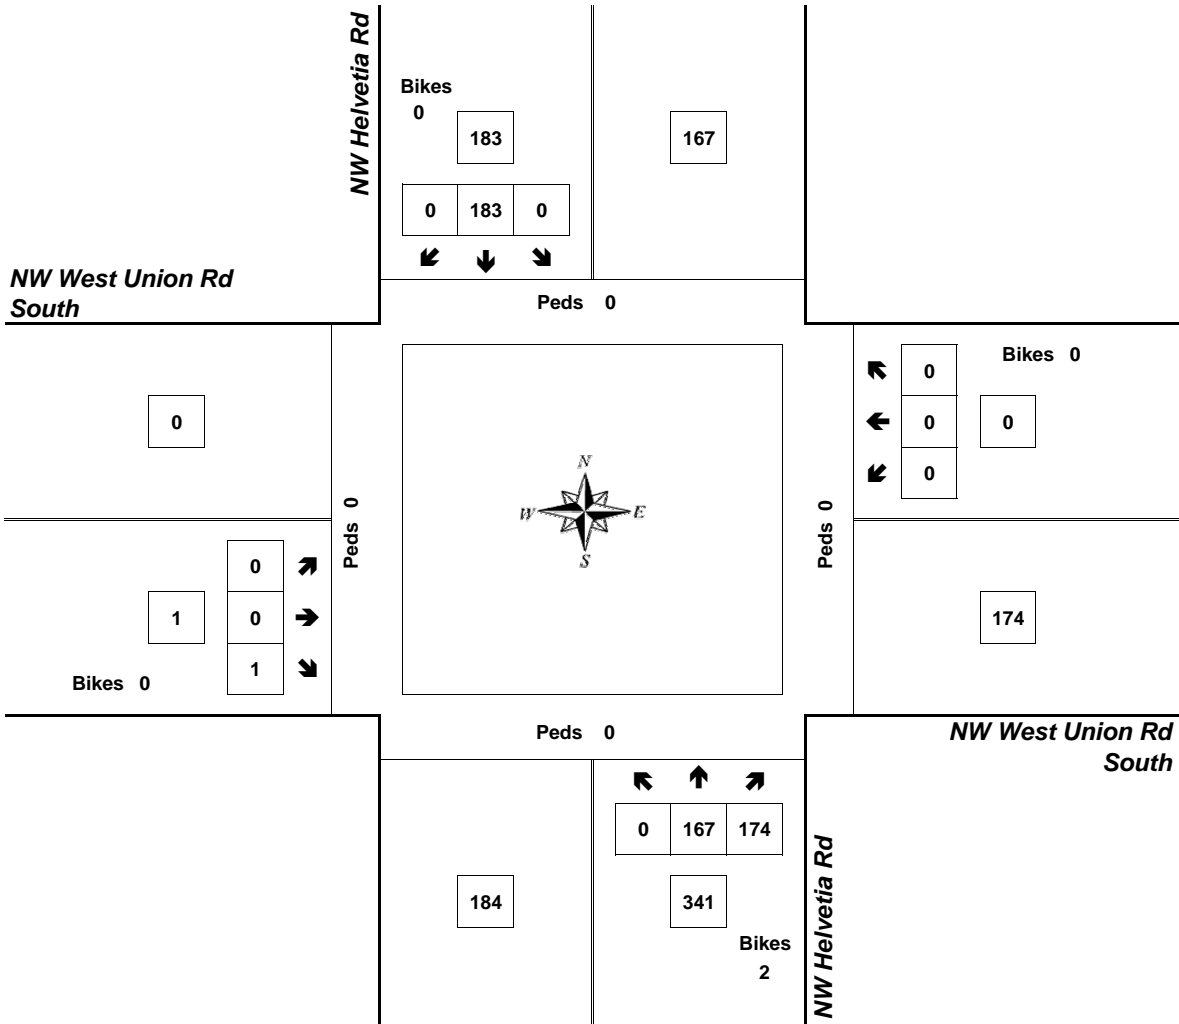 NW Helvetia Rd
Bikes
0
183
167
0 183 0
NW West Union Rd
South
Peds 0
0
Bikes 0
0
0 0
0
N
W E
S
Peds 0
Peds 0
0
1 0
1
Bikes 0
174
Peds 0
NW West Union Rd
South
0 167 174
184
341
Bikes
2
NW Helvetia Rd